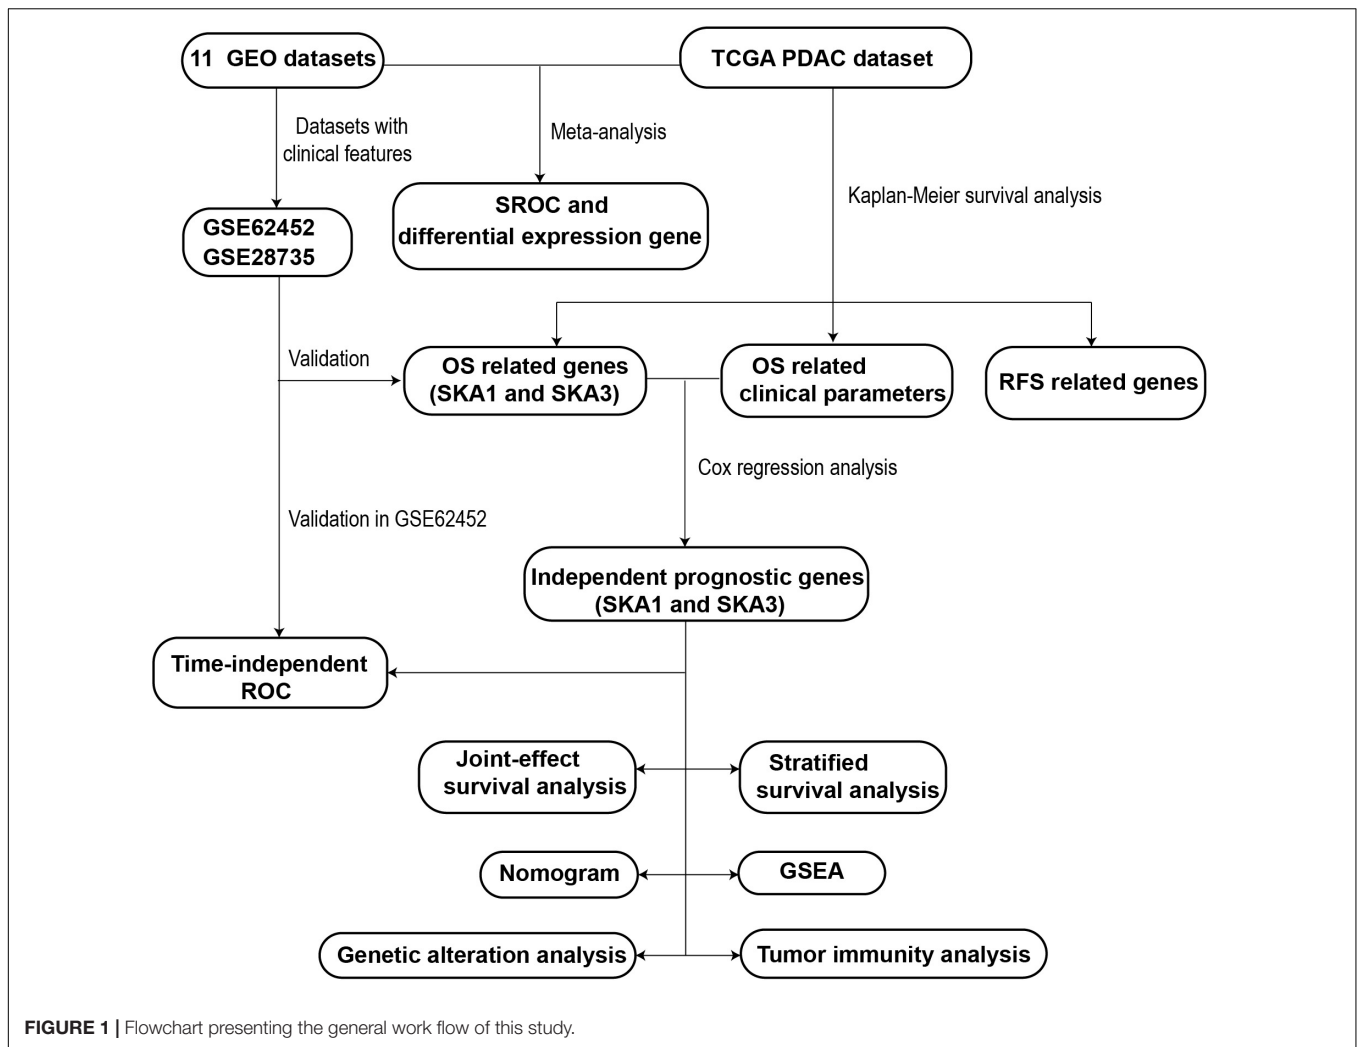 11 GEO datasets
TCGA PDAC dataset
Datasets with
clinical features
Meta-analysis
Kaplan-Meier survival analysis
SROC and
differential expression gene
GSE62452
GSE28735
Validation
OS related genes
(SKA1 and SKA3)
OS related
clinical parameters
RFS related genes
Cox regression analysis
Validation in GSE62452
Independent prognostic genes
(SKA1 and SKA3)
Time-independent
ROC
Joint-effect
survival analysis
Stratified
survival analysis
Nomogram
GSEA
Genetic alteration analysis
Tumor immunity analysis
FIGURE 1 | Flowchart presenting the general work flow of this study.